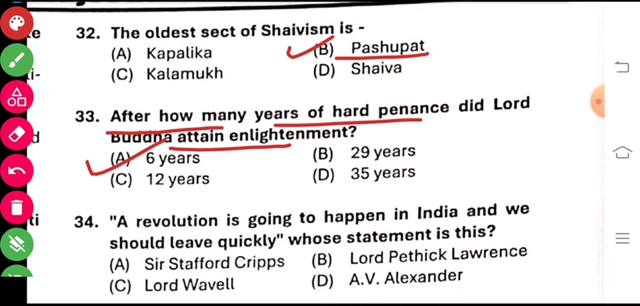 e
32. The oldest sect of Shaivism is -
(A) Kapalika (B) Pashupat
ti- (C) Kalamukh (D) Shaiva
33. After how many years of hard penance did Lord
d Buddha attain enlightenment?
(A) 6 years (B) 29 years
(C) 12 years (D) 35 years
ti 34. "A revolution is going to happen in India and we
should leave quickly" whose statement is this?
(A) Sir Stafford Cripps (B) Lord Pethick Lawrence
(C) Lord Wavell (D) A.V. Alexander